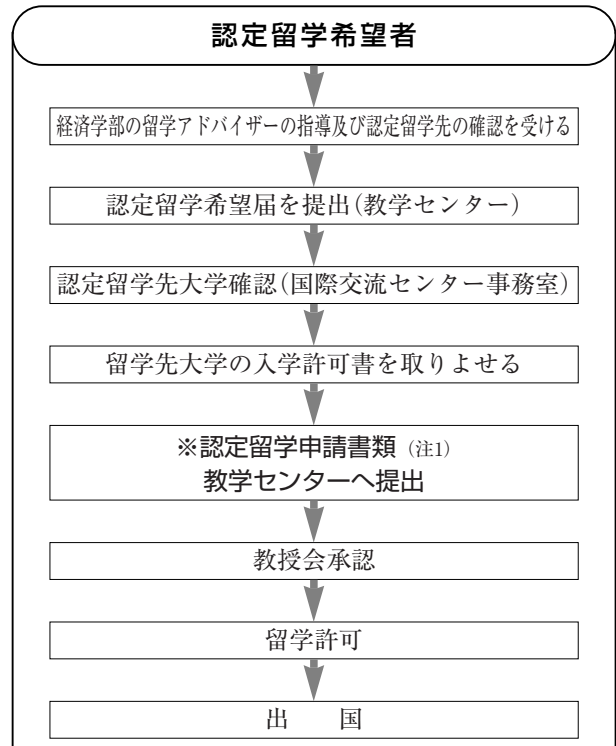 認定留学希望者
経済学部の留学アドバイザーの指導及び認定留学先の確認を受ける
認定留学希望届を提出(教学センター)
認定留学先大学確認(国際交流センター事務室)
留学先大学の入学許可書を取りよせる
※認定留学申請書類（注1）
教学センターへ提出
教授会承認
留学許可
出　国